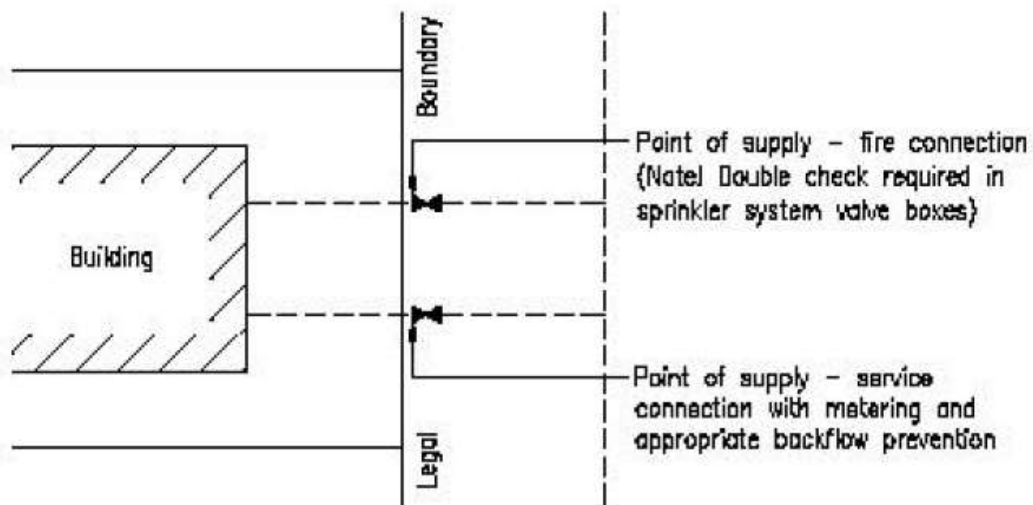 Boundary
Point of supply – fire connection
(Note! Double check required in
sprinkler system valve boxes)
Building
Point of supply – service
connection with metering and
appropriate backflow prevention
Legal